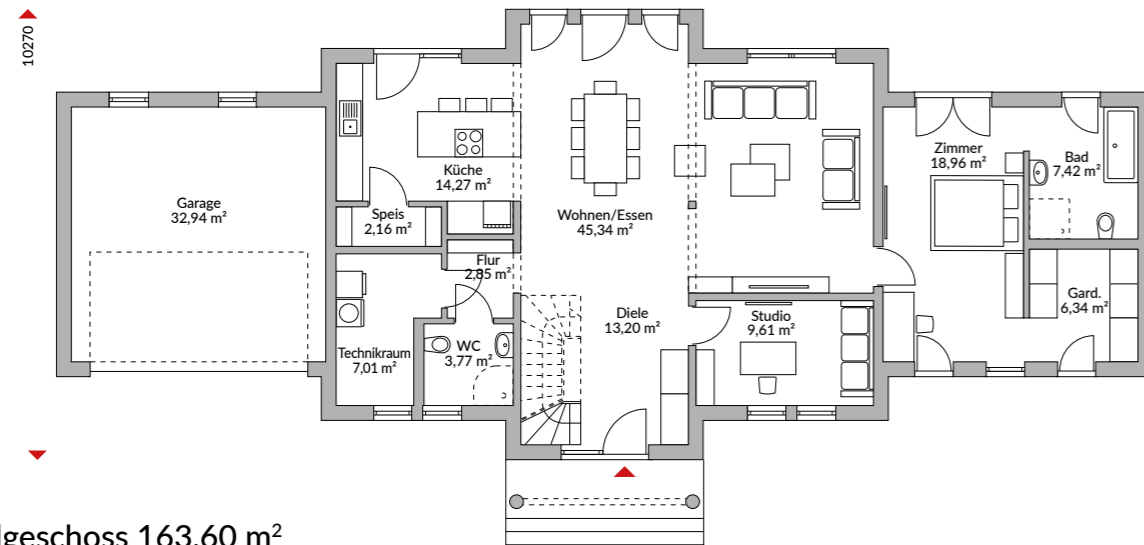 10270
Garage
32,94 m²
Küche
14,27 m²
Speis
2,16 m²
Flur
2,85 m²
Technikraum
7,01 m²
WC
3,77 m²
Wohnen/Essen
45,34 m²
Diele
13,20 m²
Studio
9,61 m²
Zimmer
18,96 m²
Bad
7,42 m²
Gard.
6,34 m²
dgeschoss 163,60 m²